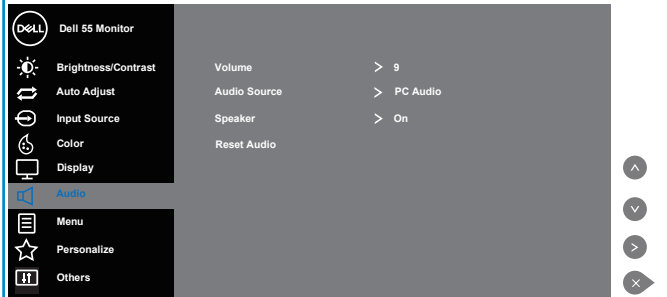 DELL
Dell 55 Monitor
Brightness/Contrast
Volume > 9
Auto Adjust
Audio Source > PC Audio
Input Source
Speaker > On
Color
Reset Audio
Display
Audio
Menu
Personalize
Others